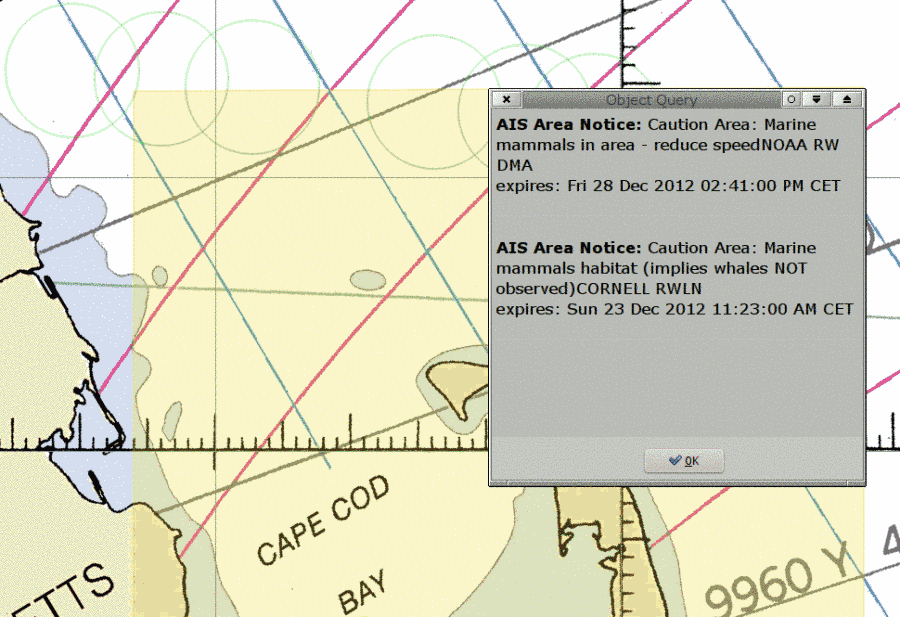 Object Query
AIS Area Notice: Caution Area: Marine
mammals in area - reduce speedNOAA RW
DMA
expires: Fri 28 Dec 2012 02:41:00 PM CET
AIS Area Notice: Caution Area: Marine
mammals habitat (implies whales NOT
observed)CORNELL RWLN
expires: Sun 23 Dec 2012 11:23:00 AM CET
OK
CAPE COD
BAY
ETTS
9960 Y 4